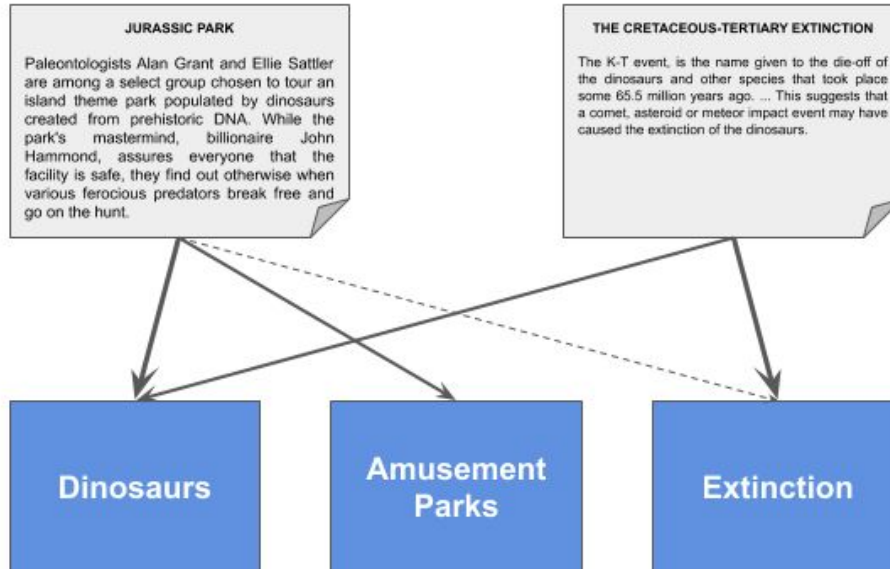 JURASSIC PARK
Paleontologists Alan Grant and Ellie Sattler
are among a select group chosen to tour an
island theme park populated by dinosaurs
created from prehistoric DNA. While the
park's mastermind, billionaire John
Hammond, assures everyone that the
facility is safe, they find out otherwise when
various ferocious predators break free and
go on the hunt.
THE CRETACEOUS-TERTIARY EXTINCTION
The K-T event, is the name given to the die-off of
the dinosaurs and other species that took place
some 65.5 million years ago. ... This suggests that
a comet, asteroid or meteor impact event may have
caused the extinction of the dinosaurs.
Dinosaurs
Amusement
Parks
Extinction